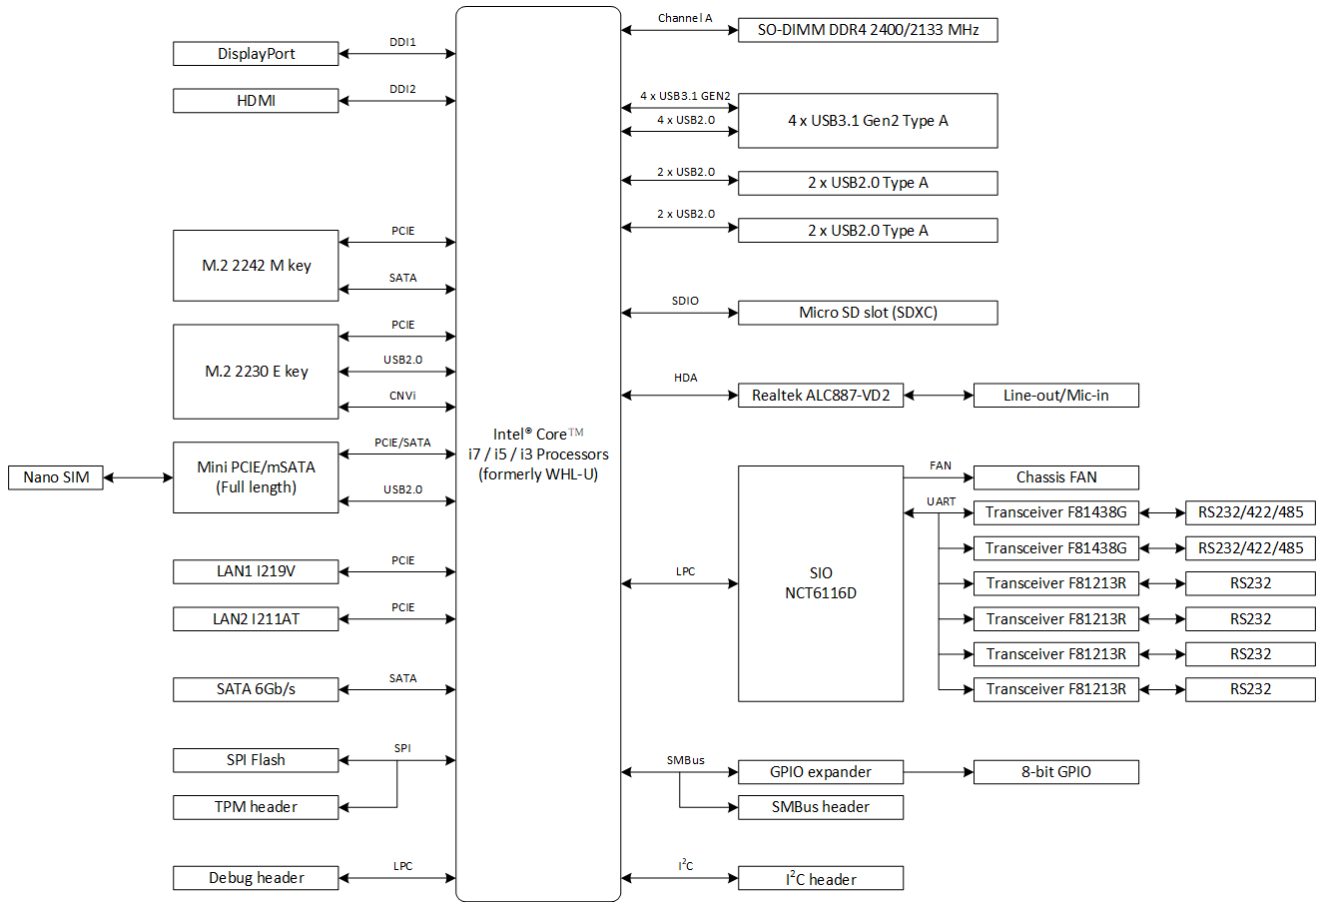 DisplayPort
DDI1
HDMI
DDI2
M.2 2242 M key
PCIE
SATA
M.2 2230 E key
PCIE
USB2.0
CNVi
Nano SIM
Mini PCIE/mSATA
(Full length)
PCIE/SATA
USB2.0
LAN1 I219V
PCIE
LAN2 I211AT
PCIE
SATA 6Gb/s
SATA
SPI Flash
SPI
TPM header
Debug header
LPC
Intel® Core™
i7 / i5 / i3 Processors
(formerly WHL-U)
Channel A
SO-DIMM DDR4 2400/2133 MHz
4 x USB3.1 GEN2
4 x USB2.0
4 x USB3.1 Gen2 Type A
2 x USB2.0
2 x USB2.0 Type A
2 x USB2.0
2 x USB2.0 Type A
SDIO
Micro SD slot (SDXC)
HDA
Realtek ALC887-VD2
Line-out/Mic-in
LPC
SIO
NCT6116D
FAN
Chassis FAN
UART
Transceiver F81438G
RS232/422/485
Transceiver F81438G
RS232/422/485
Transceiver F81213R
RS232
Transceiver F81213R
RS232
Transceiver F81213R
RS232
Transceiver F81213R
RS232
SMBus
GPIO expander
8-bit GPIO
SMBus header
I²C
I²C header